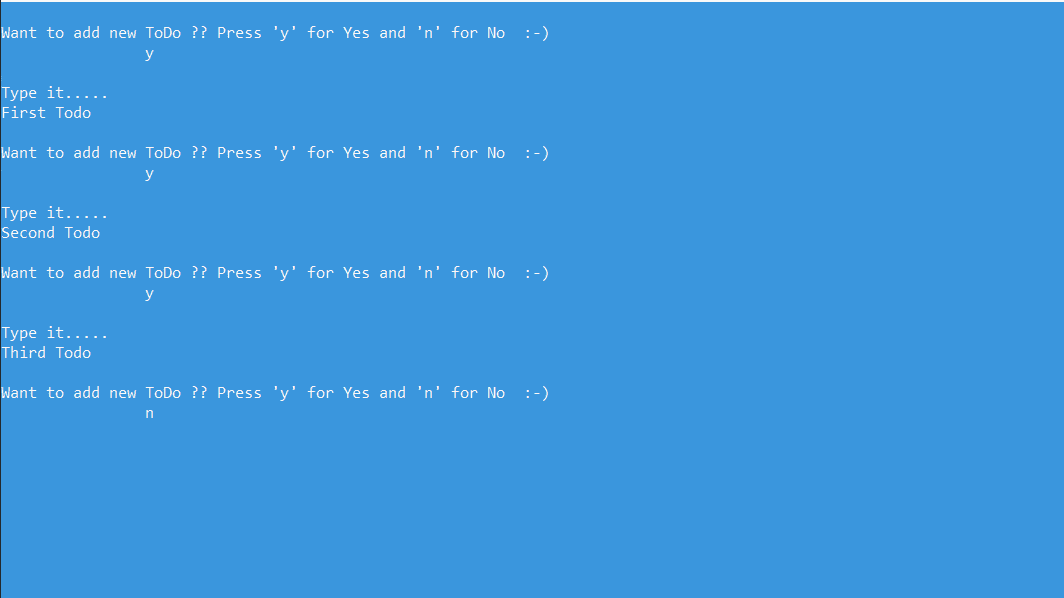 Want to add new ToDo ?? Press 'y' for Yes and 'n' for No  :-)
y
Type it.....
First Todo
Want to add new ToDo ?? Press 'y' for Yes and 'n' for No  :-)
y
Type it.....
Second Todo
Want to add new ToDo ?? Press 'y' for Yes and 'n' for No  :-)
y
Type it.....
Third Todo
Want to add new ToDo ?? Press 'y' for Yes and 'n' for No  :-)
n